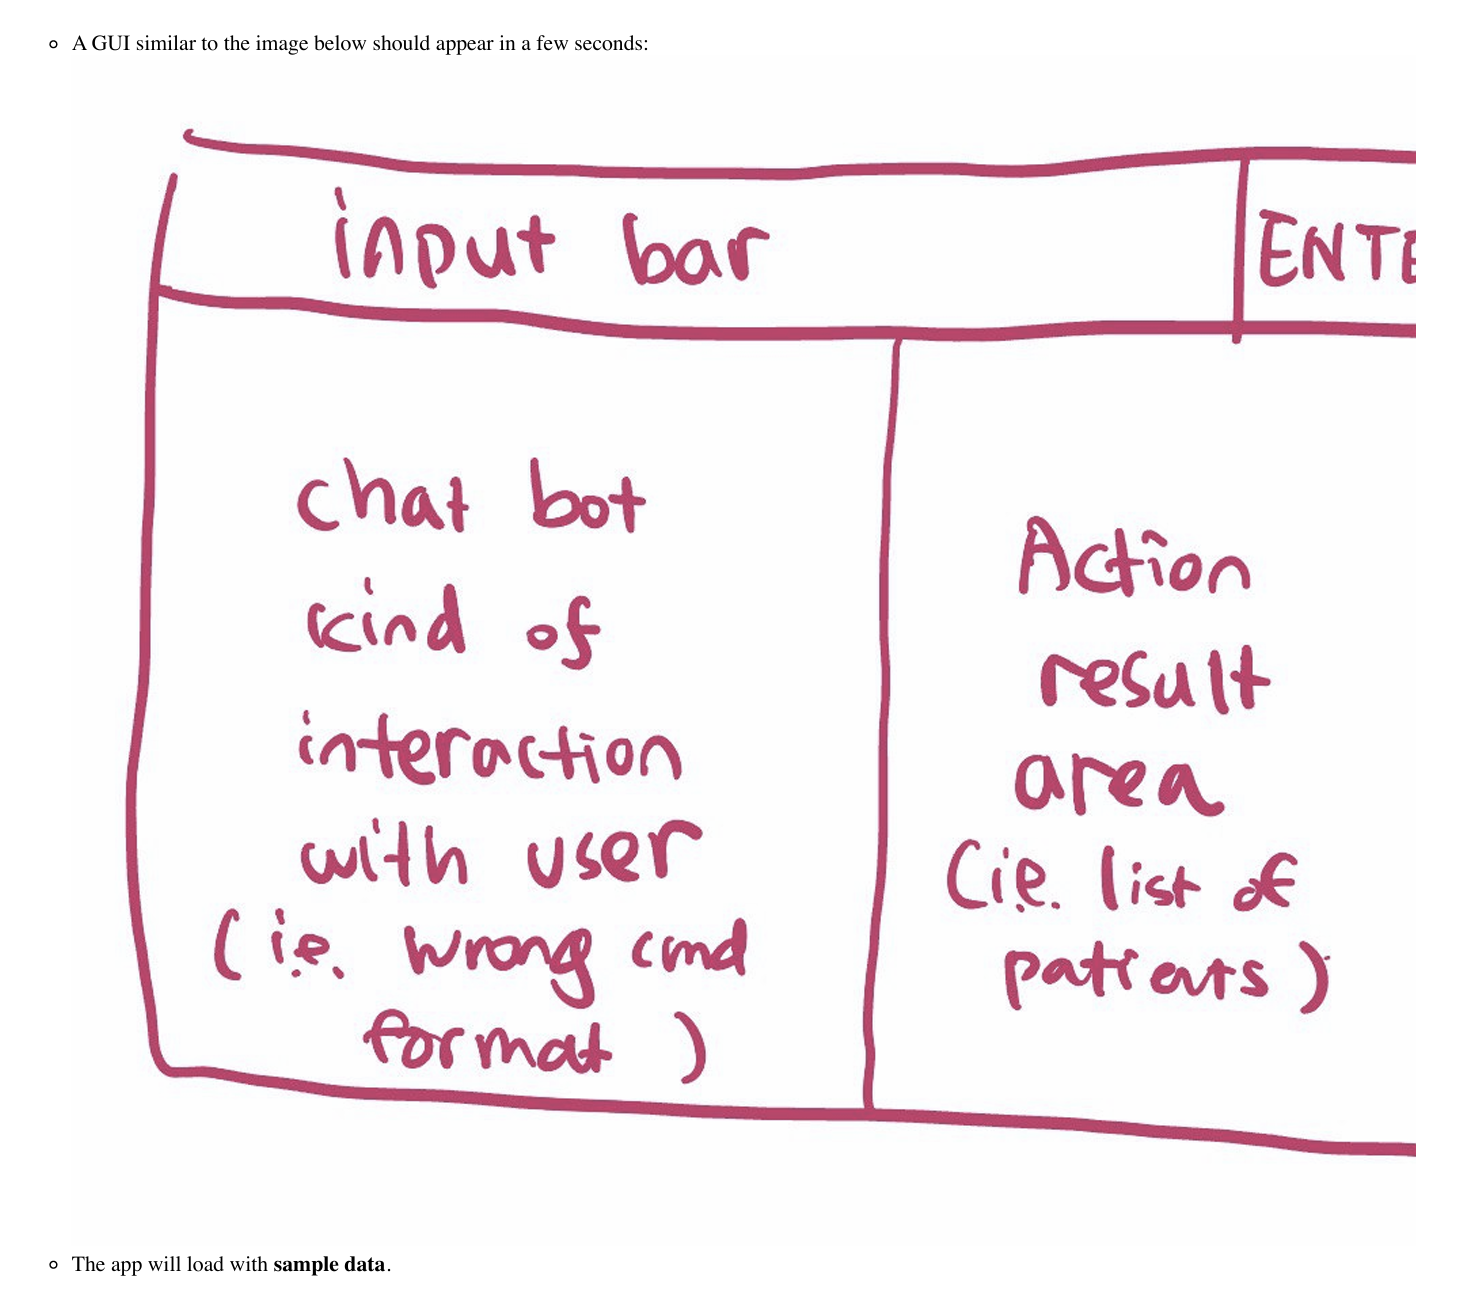 A GUI similar to the image below should appear in a few seconds:
input bar
ENTE
chat bot
kind of
interaction
with user
(i.e. wrong cmd
format)
Action
result
area
(i.e. list of
patients)
The app will load with sample data.